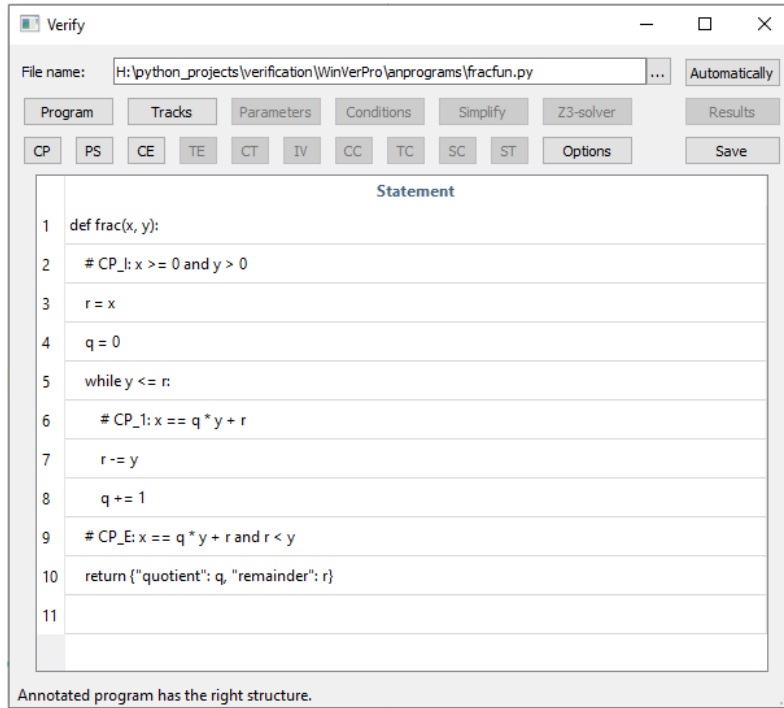 Verify
File name: H:\python_projects\verification\WinVerPro\anprograms\fracfun.py ... Automatically
Program Tracks Parameters Conditions Simplify Z3-solver Results
CP PS CE TE CT IV CC TC SC ST Options Save
Statement
1 def frac(x, y):
2 # CP_I: x >= 0 and y > 0
3 r = x
4 q = 0
5 while y <= r:
6 # CP_1: x == q * y + r
7 r -= y
8 q += 1
9 # CP_E: x == q * y + r and r < y
10 return {"quotient": q, "remainder": r}
11
Annotated program has the right structure.